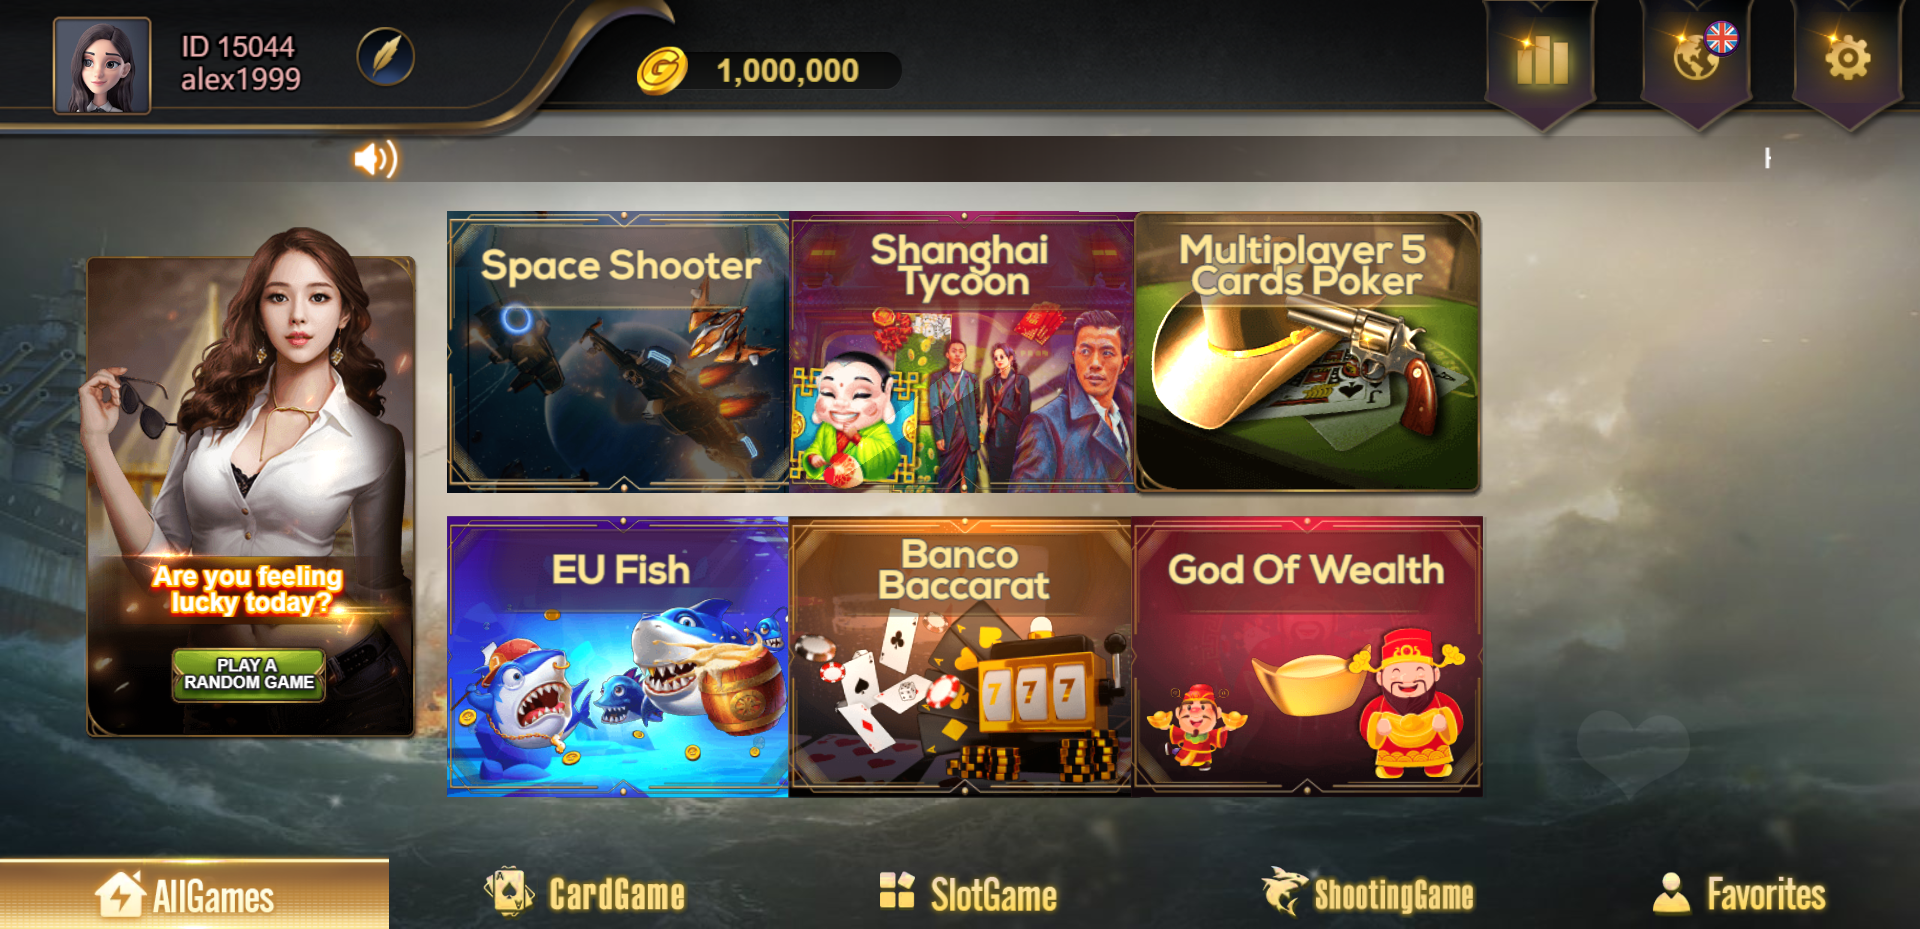 ID 15044
alex1999
1,000,000
Space Shooter
Shanghai
Tycoon
Multiplayer 5
Cards Poker
Are you feeling
lucky today?
PLAY A
RANDOM GAME
EU Fish
Banco
Baccarat
777
God Of Wealth
AllGames
CardGame
SlotGame
ShootingGame
Favorites